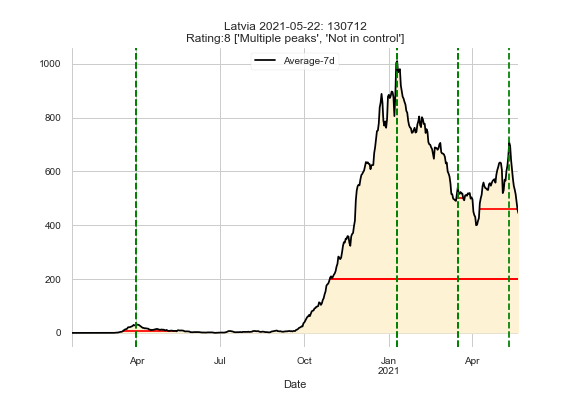 Latvia 2021-05-22: 130712
Rating:8 ['Multiple peaks', 'Not in control']
Average-7d
1000
800
600
400
200
0
Apr Jul Oct Jan Apr
2021
Date